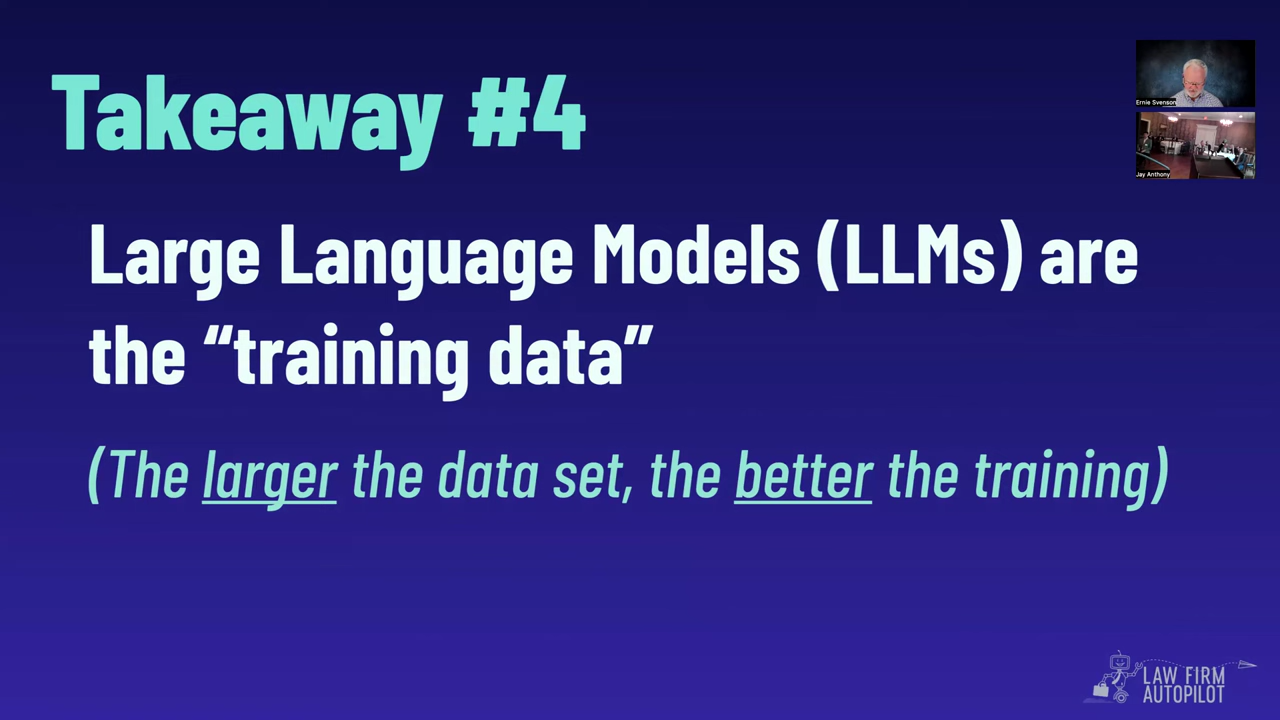 Takeaway #4
Ernie Svenson
Jay Anthony
Large Language Models (LLMs) are
the “training data”
(The larger the data set, the better the training)
LAW FIRM
AUTOPILOT